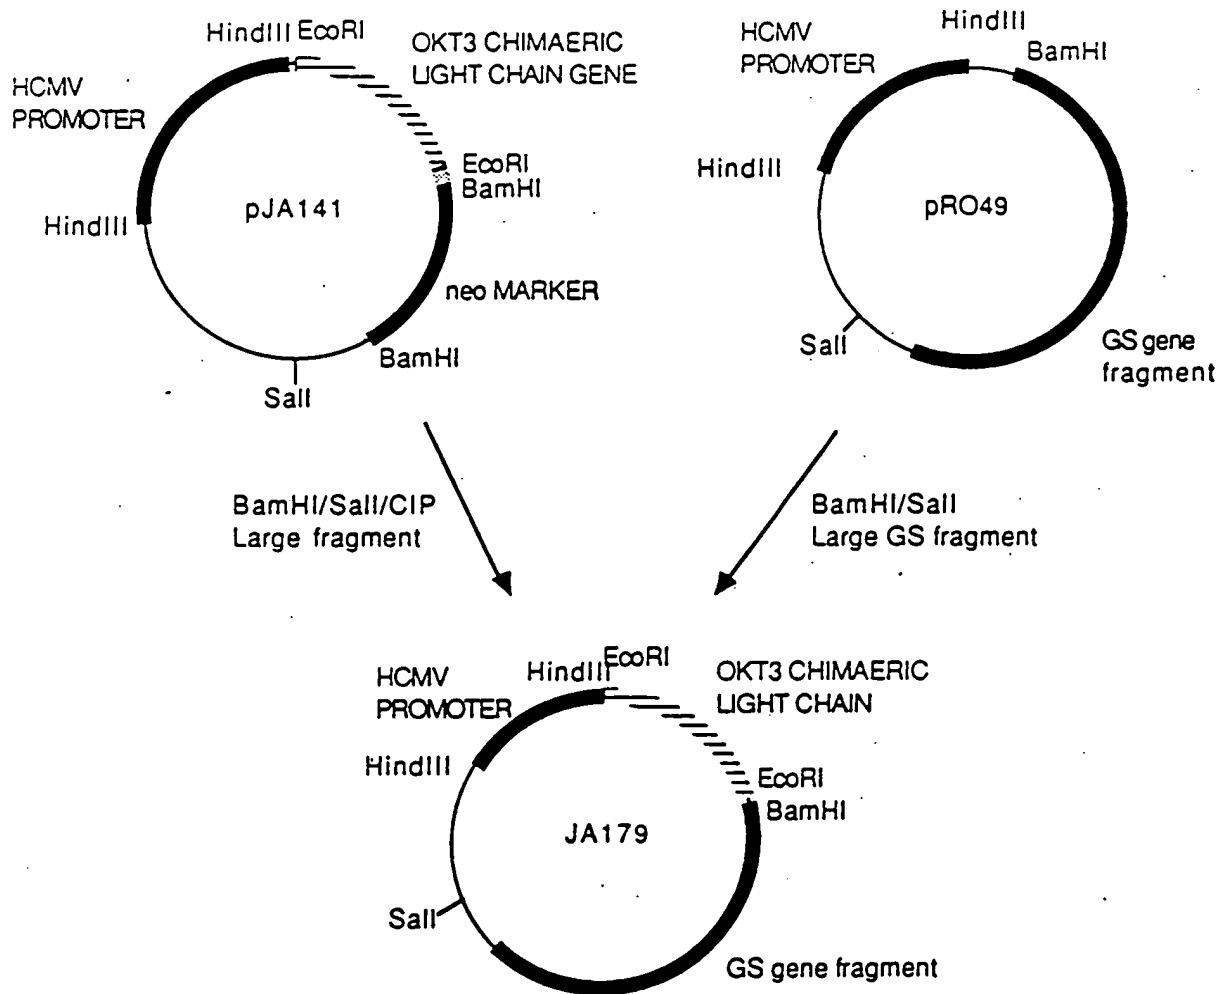 HindIII EcoRI
OKT3 CHIMAERIC
LIGHT CHAIN GENE
HCMV
PROMOTER
EcoRI
BamHI
pJA141
HindIII
neo MARKER
BamHI
SalI
HindIII
HCMV
PROMOTER
BamHI
HindIII
pRO49
SalI
GS gene
fragment
BamHI/SalI/CIP
Large fragment
BamHI/SalI
Large GS fragment
HCMV
PROMOTER
HindIII
EcoRI
OKT3 CHIMAERIC
LIGHT CHAIN
HindIII
EcoRI
BamHI
JA179
SalI
GS gene fragment